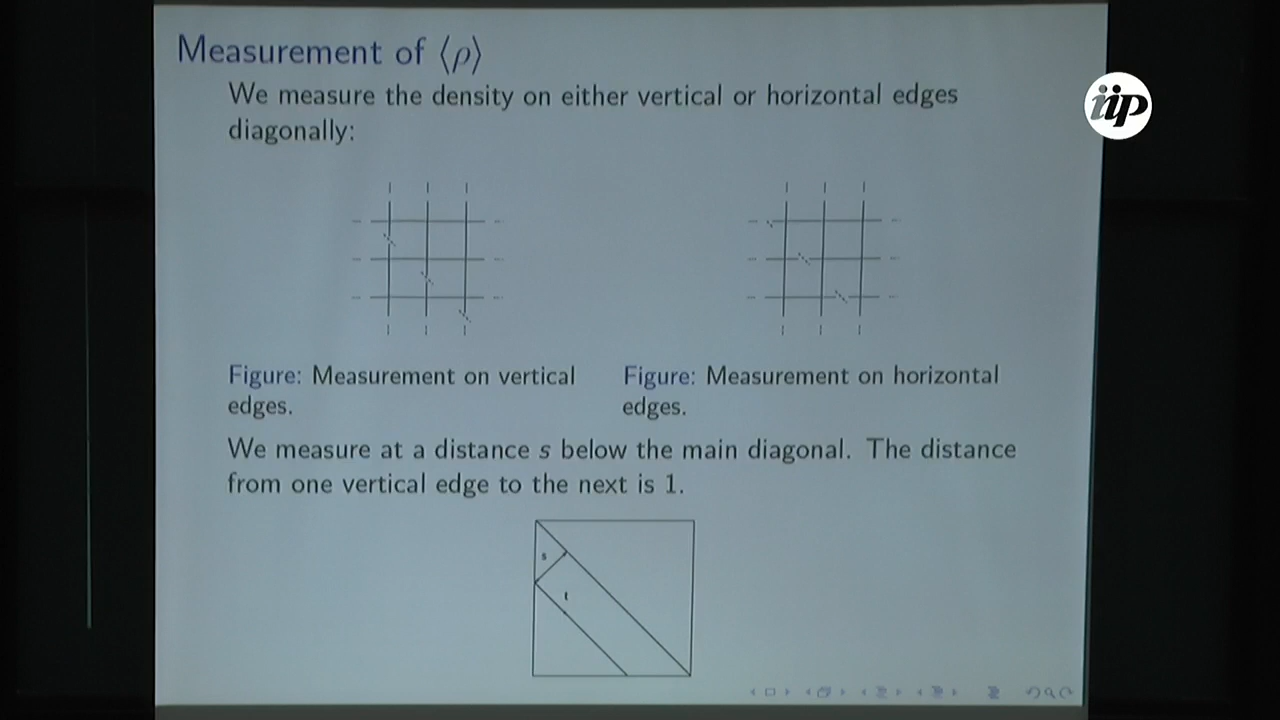 Measurement of ⟨ρ⟩
iip
We measure the density on either vertical or horizontal edges
diagonally:
Figure: Measurement on vertical
edges.
Figure: Measurement on horizontal
edges.
We measure at a distance s below the main diagonal. The distance
from one vertical edge to the next is 1.
s
t